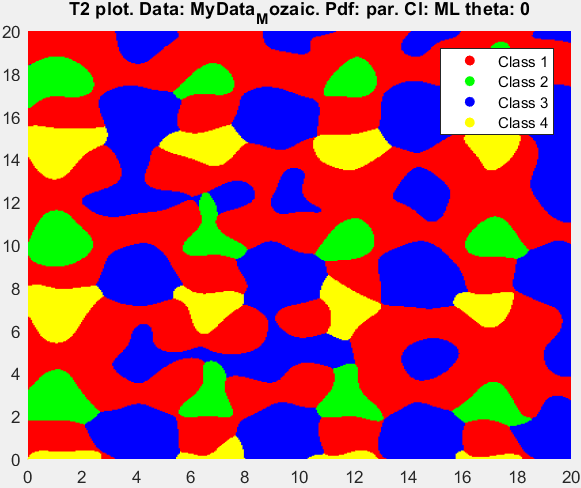 T2 plot. Data: MyData_Mozaic. Pdf: par. Cl: ML theta: 0
Class 1
Class 2
Class 3
Class 4
20
18
16
14
12
10
8
6
4
2
0
0 2 4 6 8 10 12 14 16 18 20